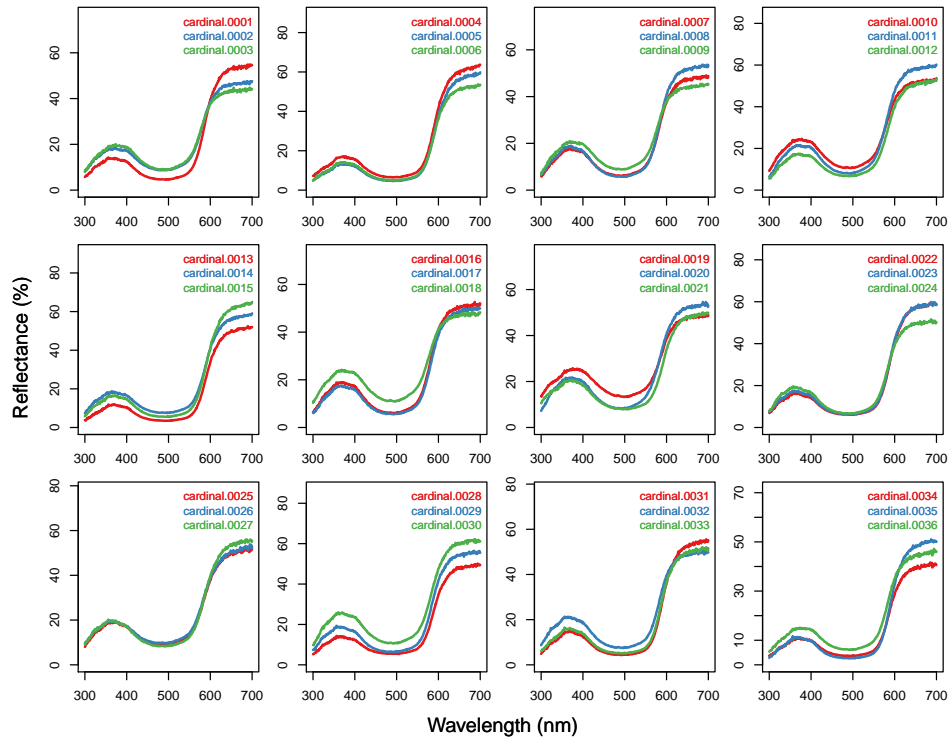 Reflectance (%)
cardinal.0001
cardinal.0002
cardinal.0003
60
40
20
0
300 400 500 600 700
cardinal.0004
cardinal.0005
cardinal.0006
80
60
40
20
0
300 400 500 600 700
cardinal.0007
cardinal.0008
cardinal.0009
60
40
20
0
300 400 500 600 700
cardinal.0010
cardinal.0011
cardinal.0012
80
60
40
20
0
300 400 500 600 700
cardinal.0013
cardinal.0014
cardinal.0015
80
60
40
20
0
300 400 500 600 700
cardinal.0016
cardinal.0017
cardinal.0018
60
40
20
0
300 400 500 600 700
cardinal.0019
cardinal.0020
cardinal.0021
60
40
20
0
300 400 500 600 700
cardinal.0022
cardinal.0023
cardinal.0024
80
60
40
20
0
300 400 500 600 700
cardinal.0025
cardinal.0026
cardinal.0027
80
60
40
20
0
300 400 500 600 700
cardinal.0028
cardinal.0029
cardinal.0030
80
60
40
20
0
300 400 500 600 700
cardinal.0031
cardinal.0032
cardinal.0033
80
60
40
20
0
300 400 500 600 700
cardinal.0034
cardinal.0035
cardinal.0036
70
50
30
10
0
300 400 500 600 700
Wavelength (nm)